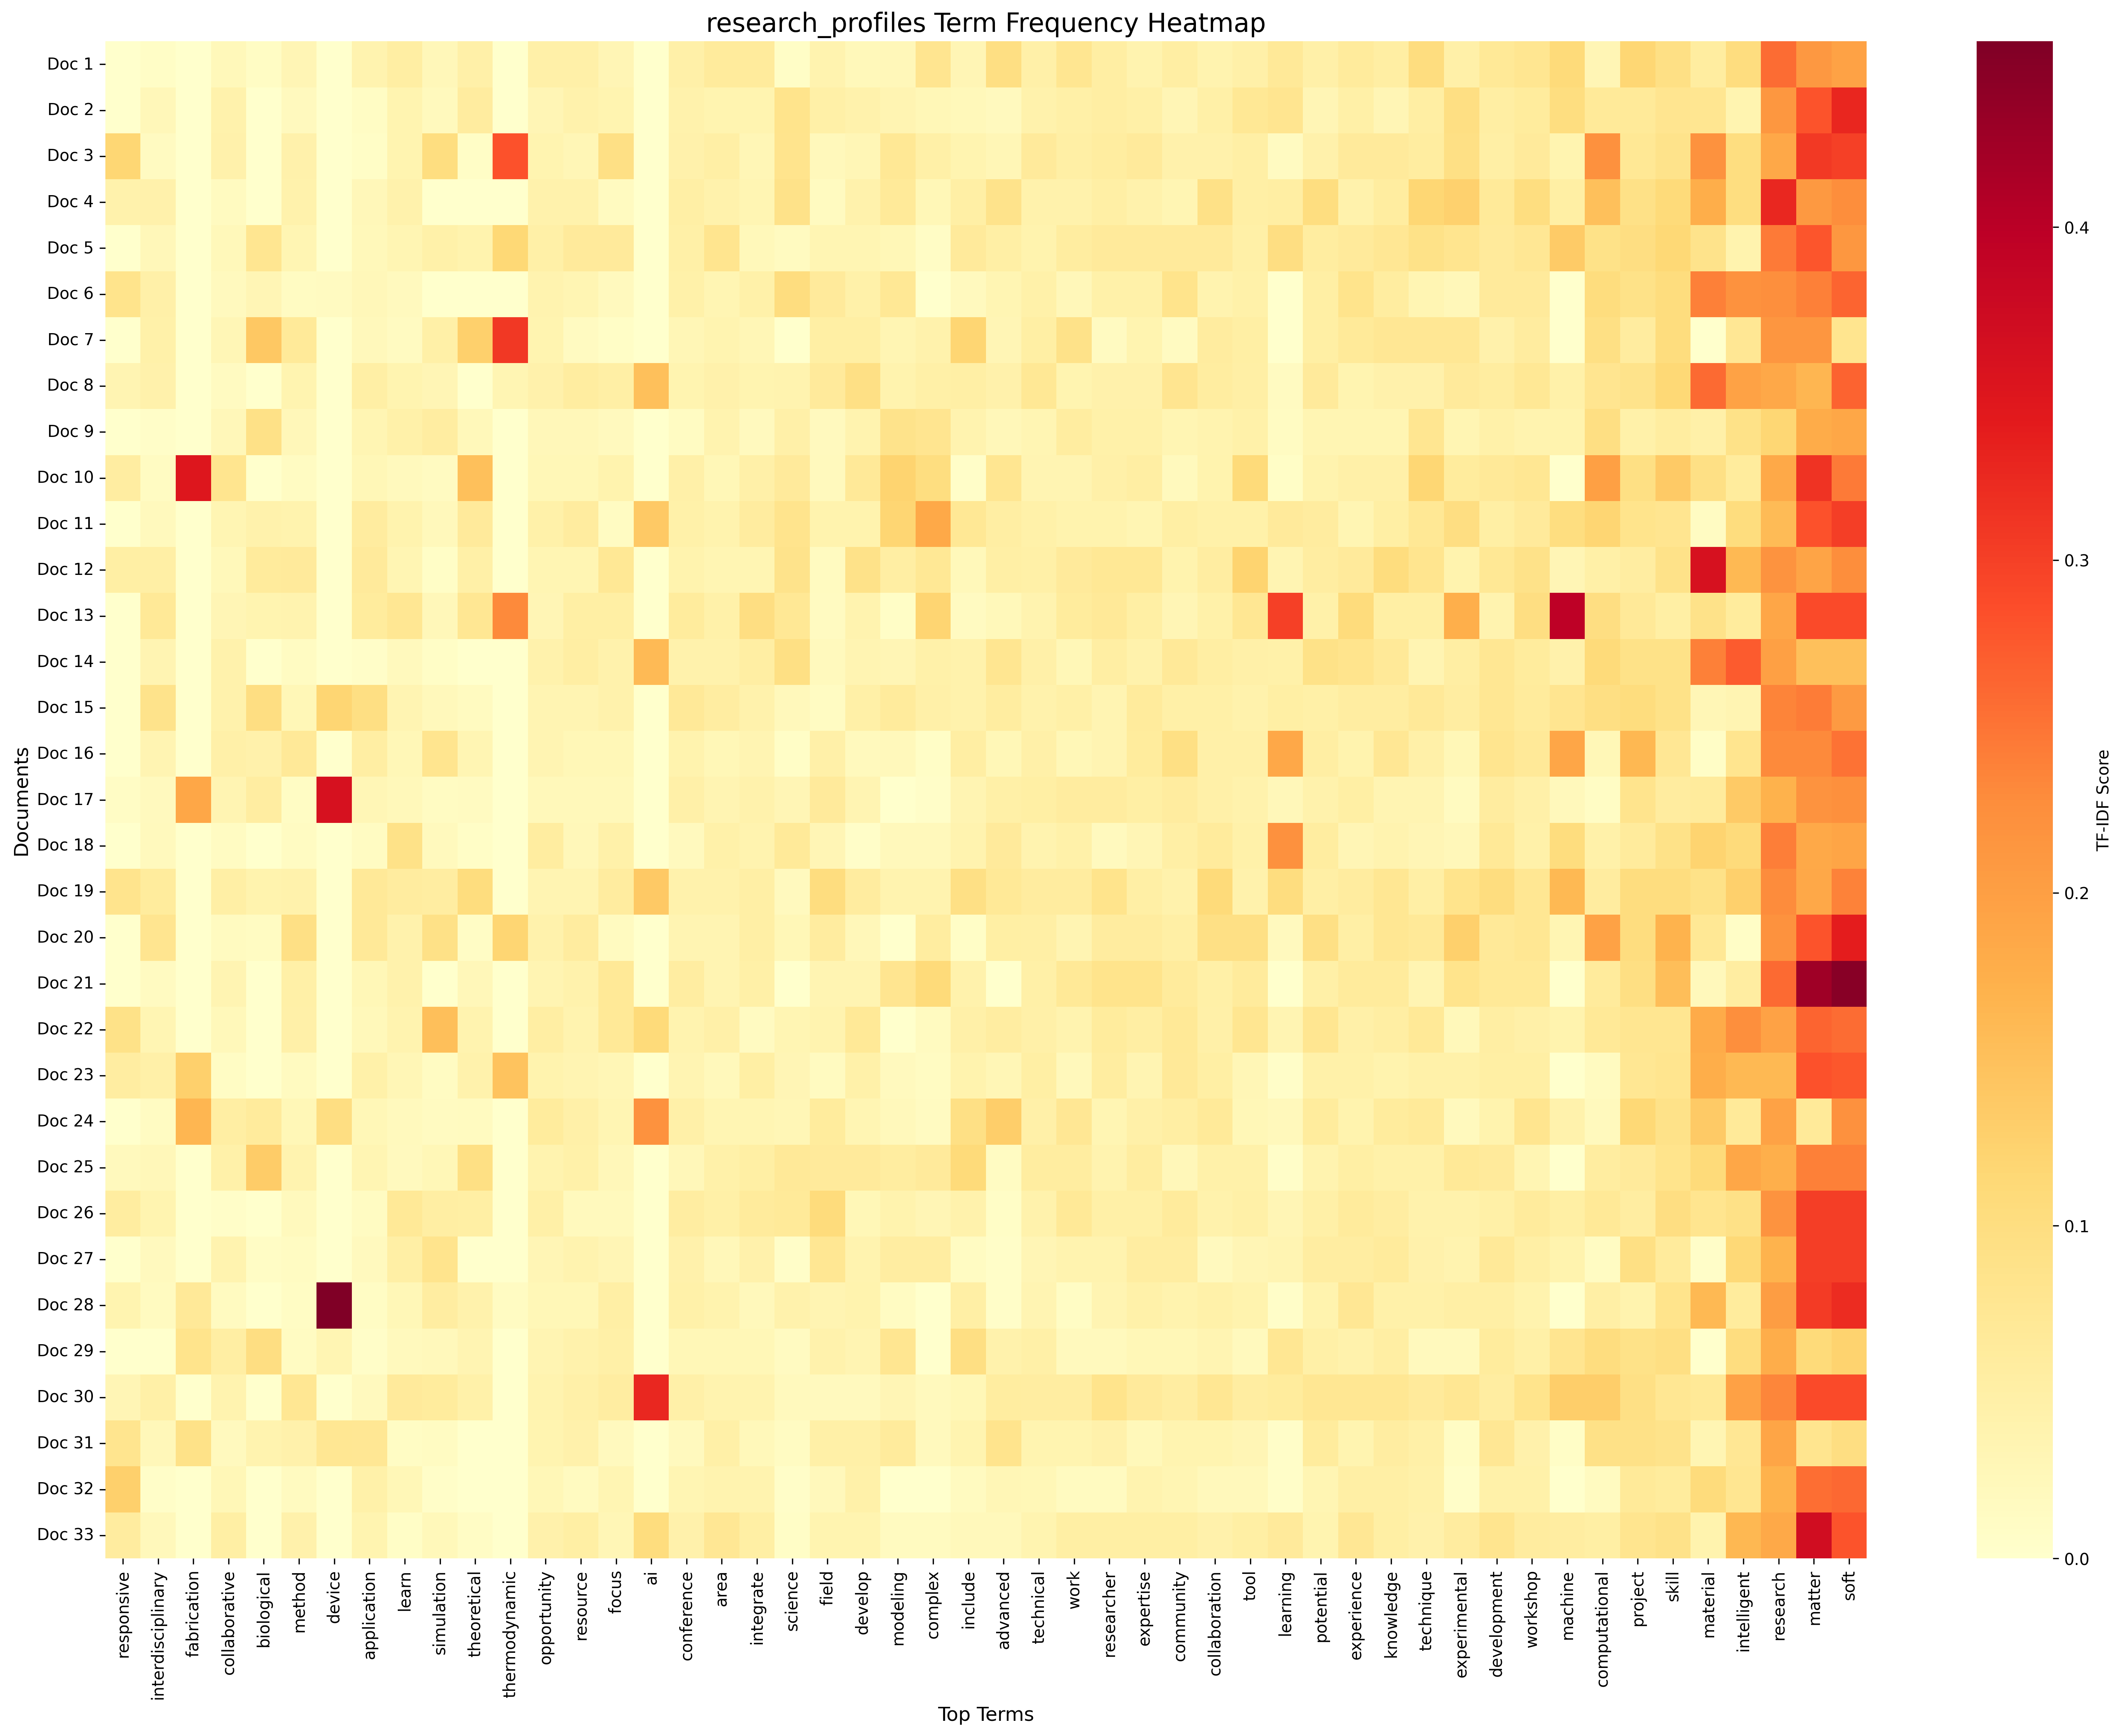 research_profiles Term Frequency Heatmap
Documents
Doc 1
Doc 2
Doc 3
Doc 4
Doc 5
Doc 6
Doc 7
Doc 8
Doc 9
Doc 10
Doc 11
Doc 12
Doc 13
Doc 14
Doc 15
Doc 16
Doc 17
Doc 18
Doc 19
Doc 20
Doc 21
Doc 22
Doc 23
Doc 24
Doc 25
Doc 26
Doc 27
Doc 28
Doc 29
Doc 30
Doc 31
Doc 32
Doc 33
responsive
interdisciplinary
fabrication
collaborative
biological
method
device
application
learn
simulation
theoretical
thermodynamic
opportunity
resource
focus
ai
conference
area
integrate
science
field
develop
modeling
complex
include
advanced
technical
work
researcher
expertise
community
collaboration
tool
learning
potential
experience
knowledge
technique
experimental
development
workshop
machine
computational
project
skill
material
intelligent
research
matter
soft
Top Terms
0.4
0.3
0.2
0.1
0.0
TF-IDF Score